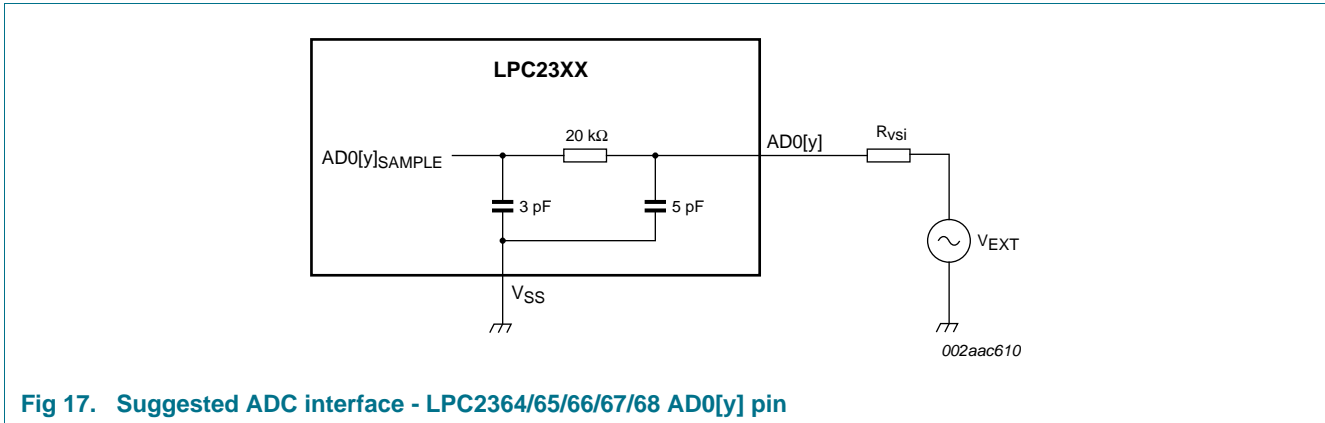 LPC23XX
20 kΩ
AD0[y]SAMPLE
AD0[y]
Rvsi
3 pF
5 pF
VEXT
VSS
002aac610
Fig 17. Suggested ADC interface - LPC2364/65/66/67/68 AD0[y] pin